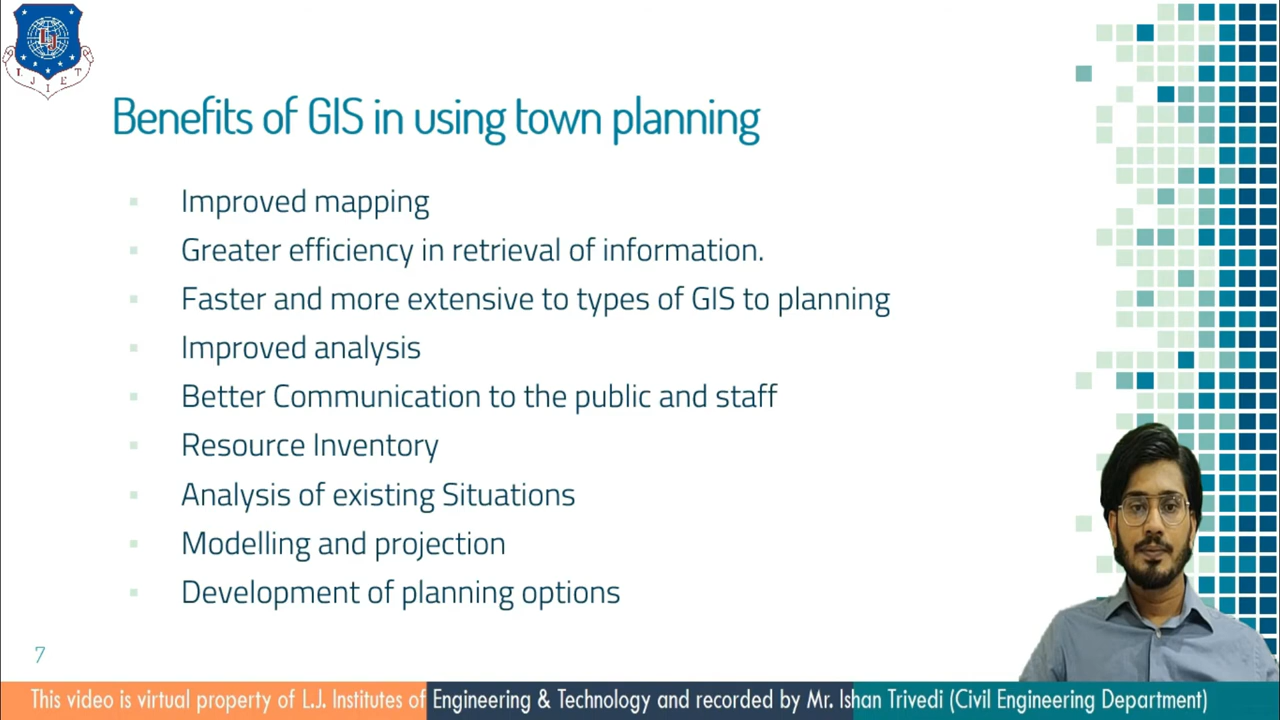 LJ
LJIET
Benefits of GIS in using town planning
Improved mapping
Greater efficiency in retrieval of information.
Faster and more extensive to types of GIS to planning
Improved analysis
Better Communication to the public and staff
Resource Inventory
Analysis of existing Situations
Modelling and projection
Development of planning options
7
This video is virtual property of L.J. Institutes of Engineering & Technology and recorded by Mr. Ishan Trivedi (Civil Engineering Department)